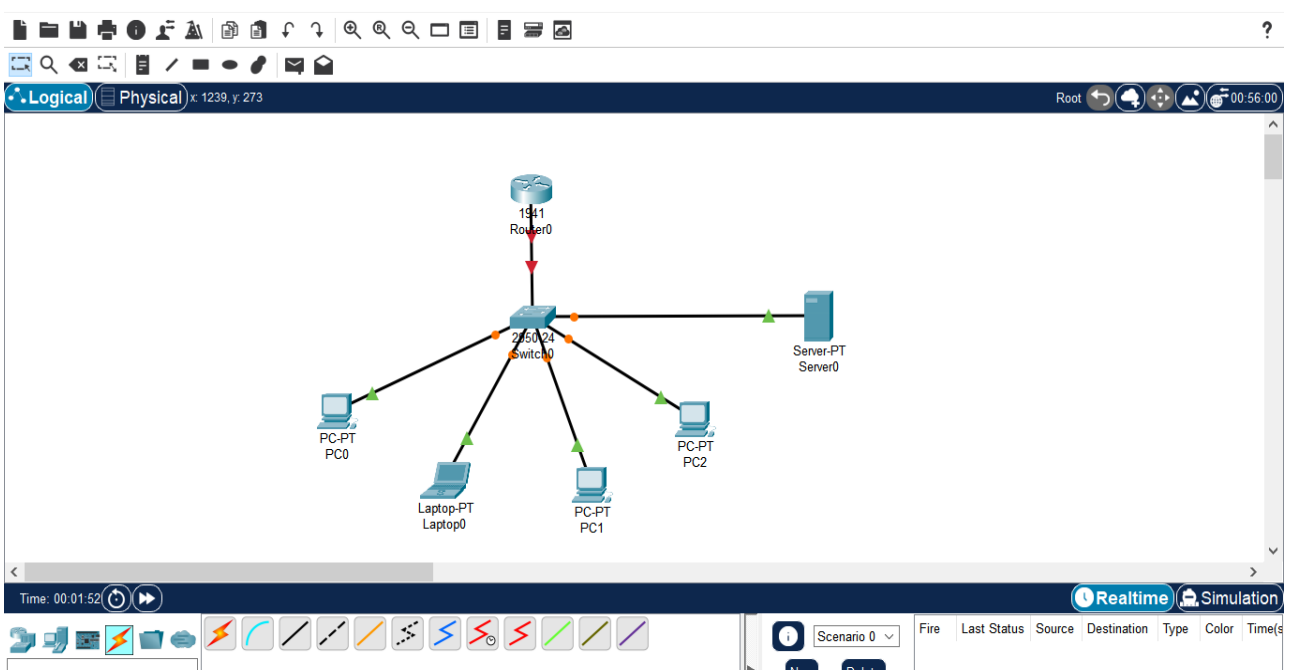 ?
Logical Physical x: 1239, y: 273 Root 00:56:00
1941
Router0
2950-24
Switch0
Server-PT
Server0
PC-PT
PC0
PC-PT
PC2
Laptop-PT
Laptop0
PC-PT
PC1
Time: 00:01:52 Realtime Simulation
Fire Last Status Source Destination Type Color Time(s
Scenario 0